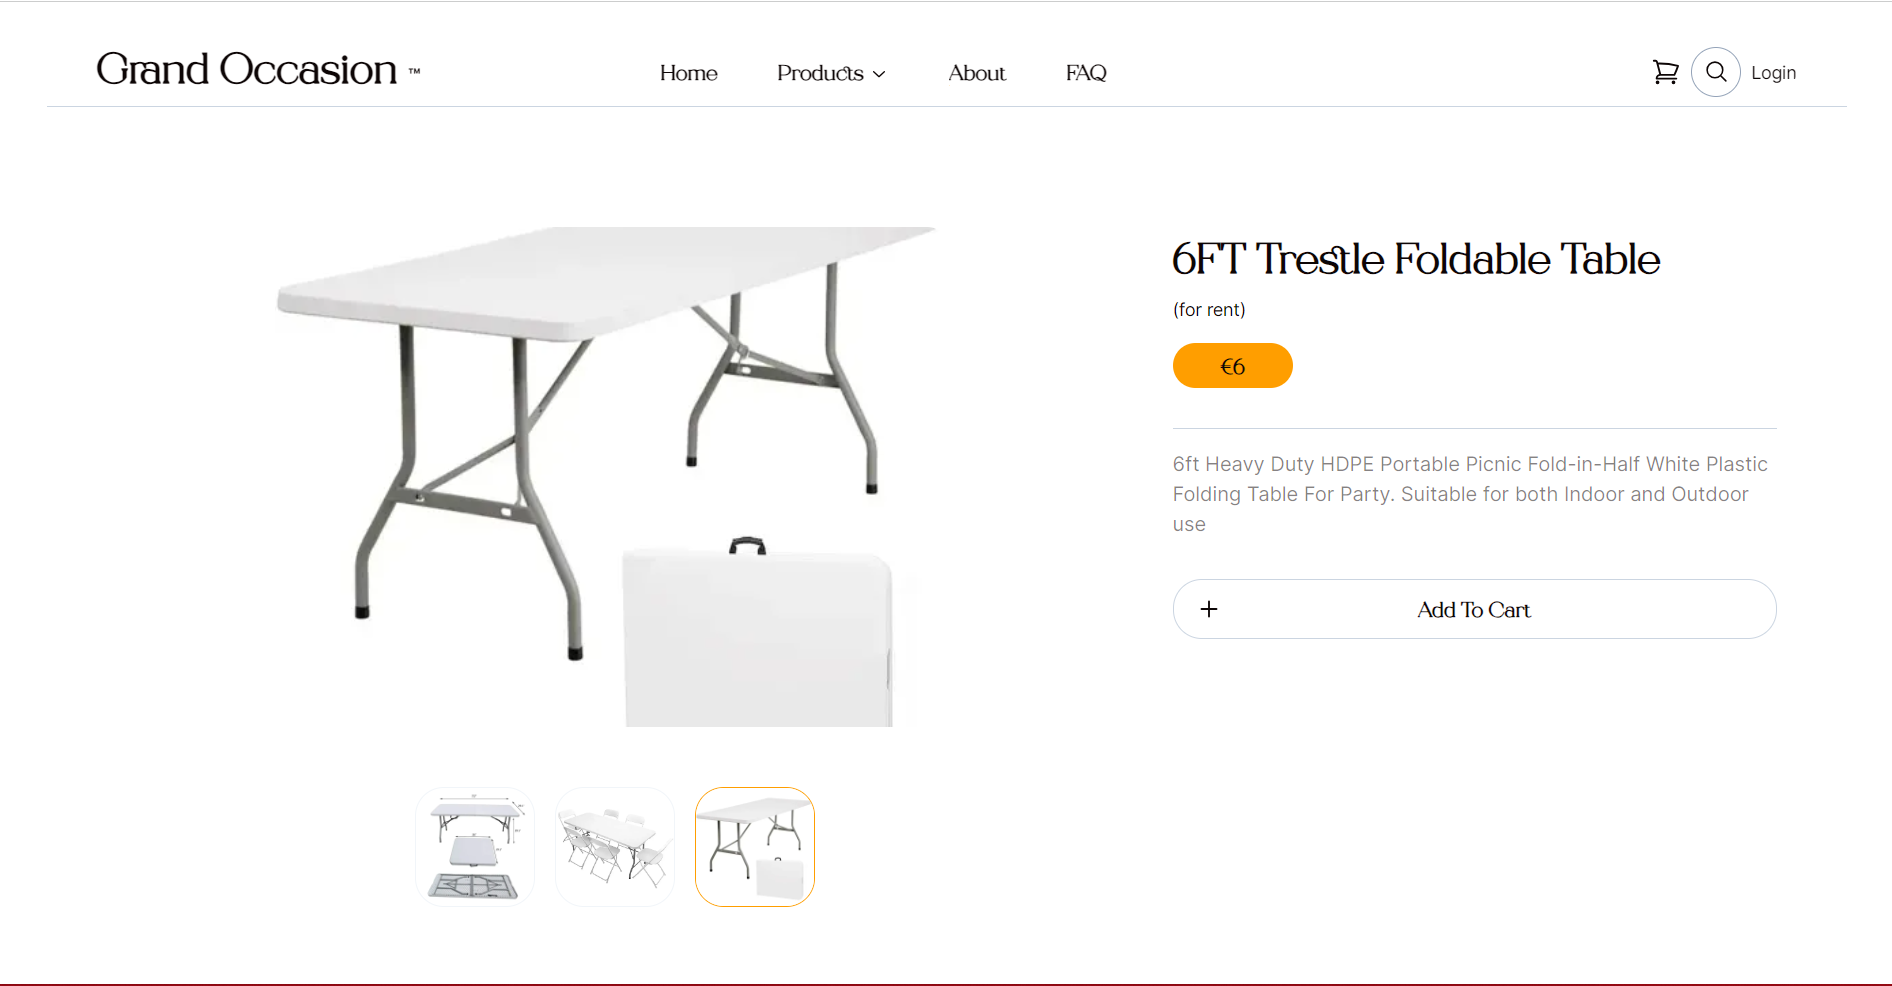 Grand Occasion ™
Home
Products
About
FAQ
Login
6FT Trestle Foldable Table
(for rent)
€6
6ft Heavy Duty HDPE Portable Picnic Fold-in-Half White Plastic
Folding Table For Party. Suitable for both Indoor and Outdoor
use
Add To Cart